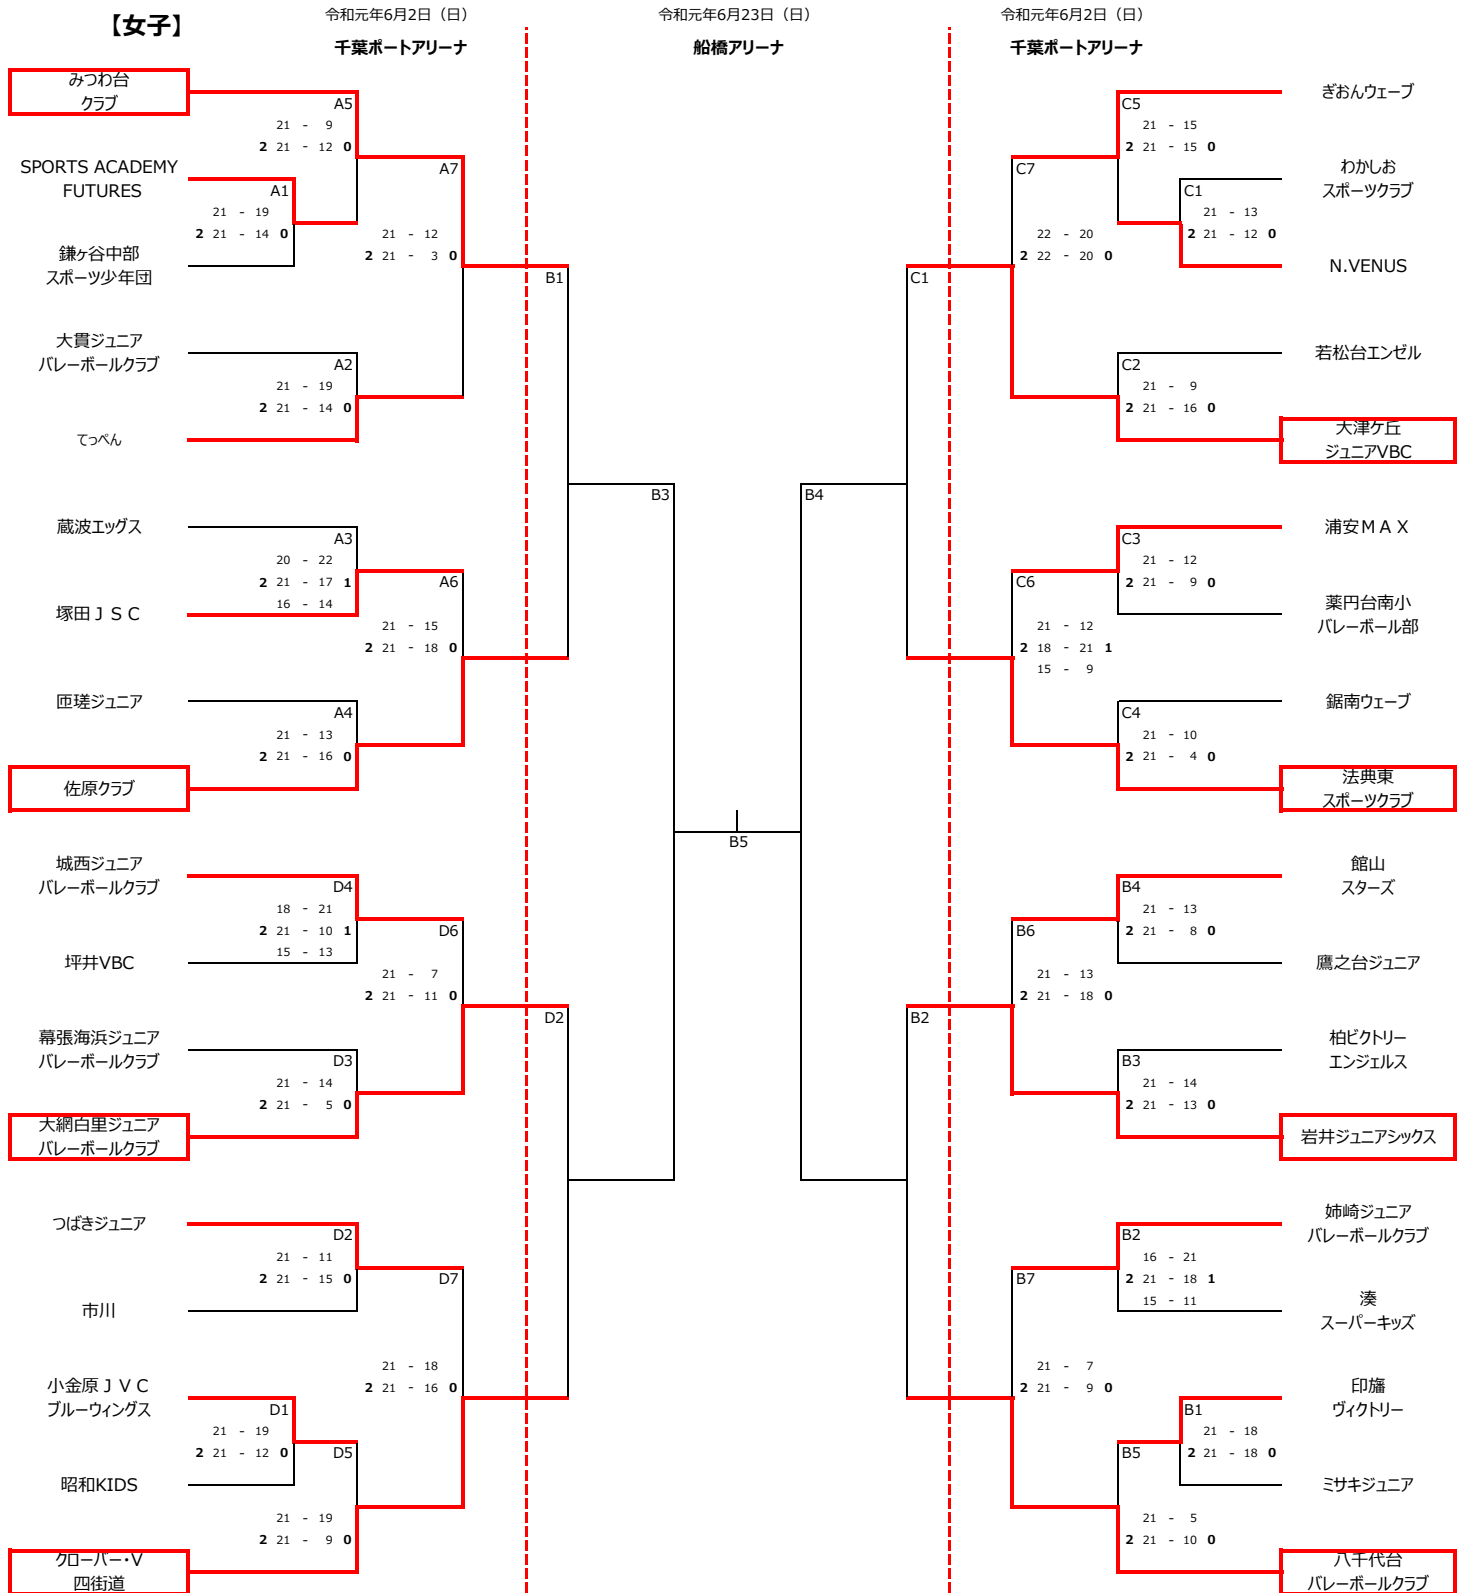 【女子】
令和元年6月2日（日）
千葉ポートアリーナ
令和元年6月23日（日）
船橋アリーナ
令和元年6月2日（日）
千葉ポートアリーナ
みつわ台
クラブ
A5
21 - 9
2 21 - 12 0
SPORTS ACADEMY
FUTURES
A1
21 - 19
2 21 - 14 0
鎌ヶ谷中部
スポーツ少年団
A7
21 - 12
2 21 - 3 0
大貫ジュニア
バレーボールクラブ
A2
21 - 19
2 21 - 14 0
てっぺん
B1
蔵波エッグス
A3
20 - 22
2 21 - 17 1
16 - 14
塚田ＪＳＣ
A6
21 - 15
2 21 - 18 0
匝瑳ジュニア
A4
21 - 13
2 21 - 16 0
佐原クラブ
B3
城西ジュニア
バレーボールクラブ
D4
18 - 21
2 21 - 10 1
15 - 13
坪井VBC
D6
21 - 7
2 21 - 11 0
幕張海浜ジュニア
バレーボールクラブ
D3
21 - 14
2 21 - 5 0
大網白里ジュニア
バレーボールクラブ
D2
つばきジュニア
D2
21 - 11
2 21 - 15 0
市川
D7
21 - 18
2 21 - 16 0
小金原ＪＶＣ
ブルーウィングス
D1
21 - 19
2 21 - 12 0
昭和KIDS
D5
21 - 19
2 21 - 9 0
クローバー・V
四街道
B5
ぎおんウェーブ
C5
21 - 15
2 21 - 15 0
わかしお
スポーツクラブ
C1
21 - 13
2 21 - 12 0
N.VENUS
C7
22 - 20
2 22 - 20 0
若松台エンゼル
C2
21 - 9
2 21 - 16 0
大津ケ丘
ジュニアVBC
C1
B4
浦安ＭＡＸ
C3
21 - 12
2 21 - 9 0
薬円台南小
バレーボール部
C6
21 - 12
2 18 - 21 1
15 - 9
鋸南ウェーブ
C4
21 - 10
2 21 - 4 0
法典東
スポーツクラブ
館山
スターズ
B4
21 - 13
2 21 - 8 0
鷹之台ジュニア
B6
21 - 13
2 21 - 18 0
柏ビクトリー
エンジェルス
B3
21 - 14
2 21 - 13 0
岩井ジュニアシックス
B2
姉崎ジュニア
バレーボールクラブ
B2
16 - 21
2 21 - 18 1
15 - 11
湊
スーパーキッズ
B7
21 - 7
2 21 - 9 0
印旛
ヴィクトリー
B1
21 - 18
2 21 - 18 0
ミサキジュニア
B5
21 - 5
2 21 - 10 0
八千代台
バレーボールクラブ